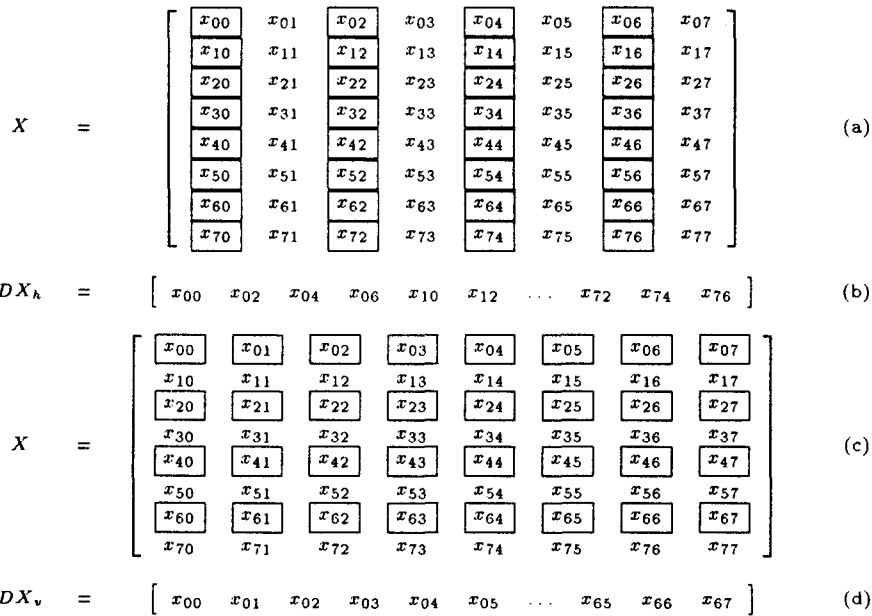 x00 x01 x02 x03 x04 x05 x06 x07
x10 x11 x12 x13 x14 x15 x16 x17
x20 x21 x22 x23 x24 x25 x26 x27
x30 x31 x32 x33 x34 x35 x36 x37
X = x40 x41 x42 x43 x44 x45 x46 x47 (a)
x50 x51 x52 x53 x54 x55 x56 x57
x60 x61 x62 x63 x64 x65 x66 x67
x70 x71 x72 x73 x74 x75 x76 x77
DXh = [ x00 x02 x04 x06 x10 x12 ... x72 x74 x76 ] (b)
x00 x01 x02 x03 x04 x05 x06 x07
x10 x11 x12 x13 x14 x15 x16 x17
x20 x21 x22 x23 x24 x25 x26 x27
x30 x31 x32 x33 x34 x35 x36 x37
X = x40 x41 x42 x43 x44 x45 x46 x47 (c)
x50 x51 x52 x53 x54 x55 x56 x57
x60 x61 x62 x63 x64 x65 x66 x67
x70 x71 x72 x73 x74 x75 x76 x77
DXv = [ x00 x01 x02 x03 x04 x05 ... x65 x66 x67 ] (d)